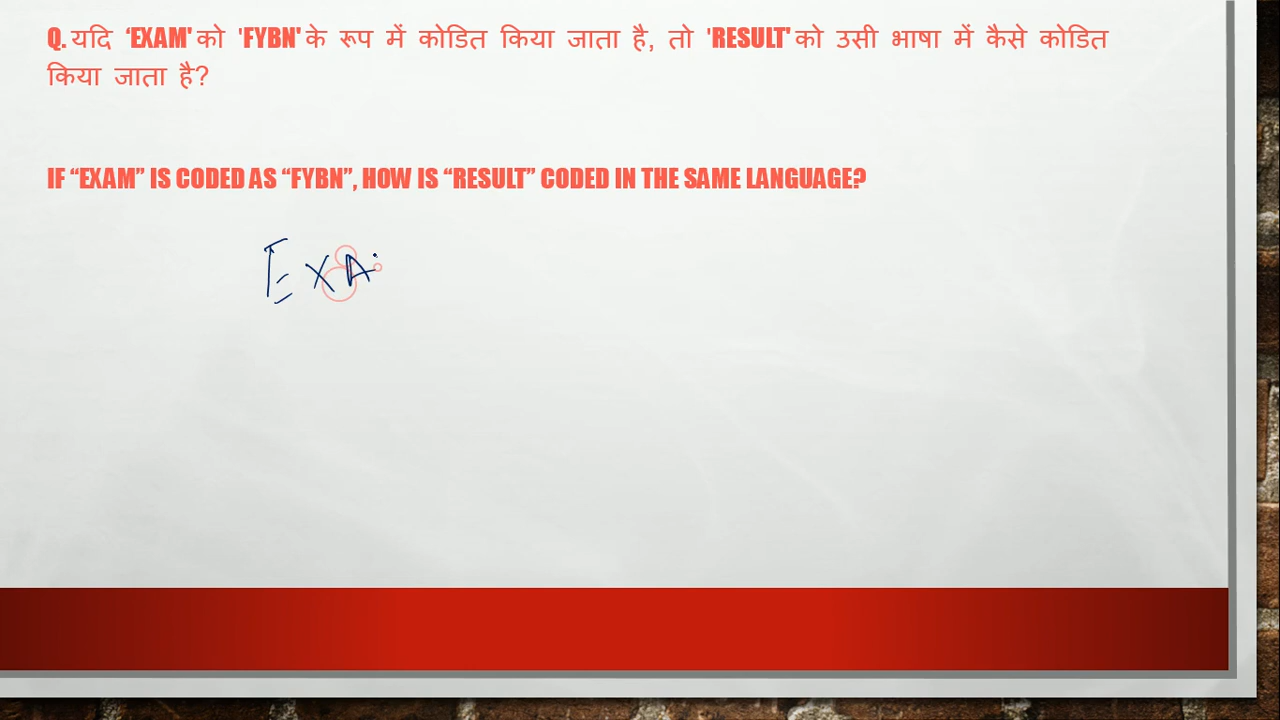 Q. यदि ‘EXAM' को 'FYBN' के रूप में कोडित किया जाता है, तो 'RESULT' को उसी भाषा में कैसे कोडित
किया जाता है?
IF “EXAM” IS CODED AS “FYBN”, HOW IS “RESULT” CODED IN THE SAME LANGUAGE?
EXA